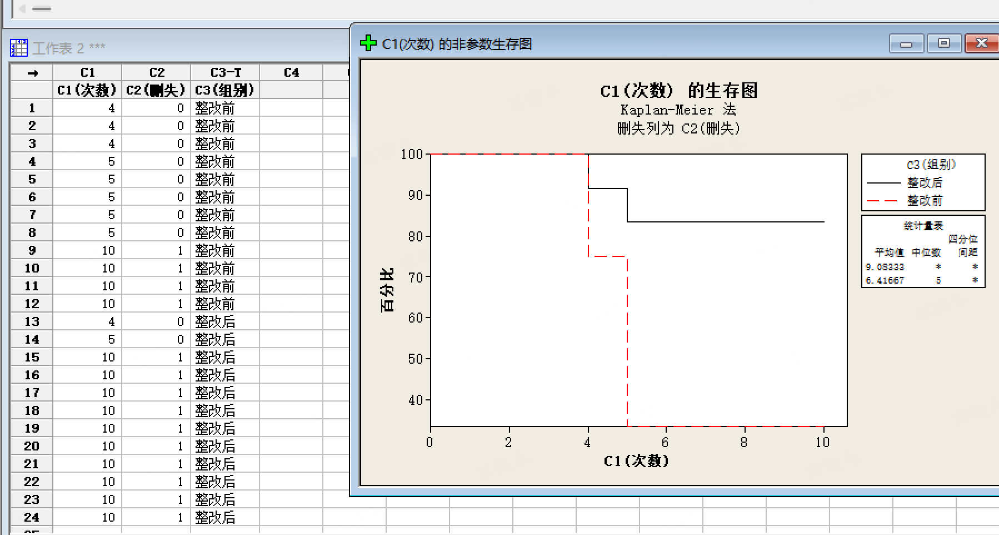 工作表 2 ***
→ C1 C2 C3-T C4
C1(次数) C2(删失) C3(组别)
1 4 0 整改前
2 4 0 整改前
3 4 0 整改前
4 5 0 整改前
5 5 0 整改前
6 5 0 整改前
7 5 0 整改前
8 5 0 整改前
9 10 1 整改前
10 10 1 整改前
11 10 1 整改前
12 10 1 整改前
13 4 0 整改后
14 5 0 整改后
15 10 1 整改后
16 10 1 整改后
17 10 1 整改后
18 10 1 整改后
19 10 1 整改后
20 10 1 整改后
21 10 1 整改后
22 10 1 整改后
23 10 1 整改后
24 10 1 整改后
C1(次数) 的非参数生存图
C1(次数) 的生存图
Kaplan-Meier 法
删失列为 C2(删失)
百分比
100
90
80
70
60
50
40
0 2 4 6 8 10
C1(次数)
C3(组别)
整改后
整改前
统计量表
四分位
平均值 中位数 间距
9.08333 * *
6.41667 5 *